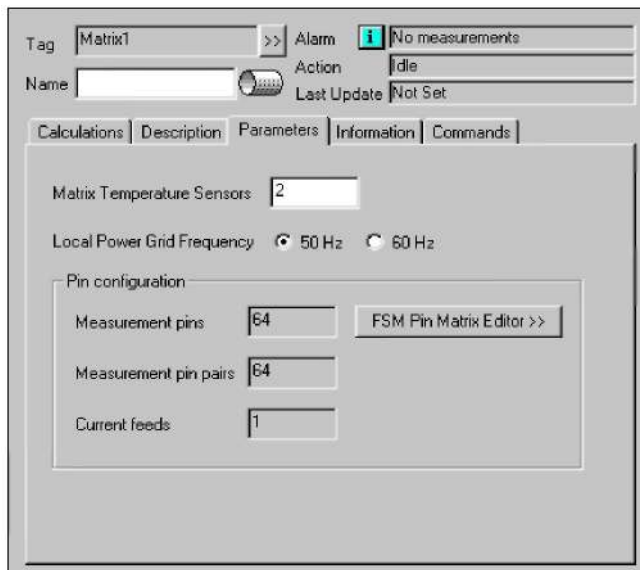 Tag Matrix1 >> Alarm i No measurements
Action Idle
Name Last Update Not Set
Calculations Description Parameters Information Commands
Matrix Temperature Sensors 2
Local Power Grid Frequency 50 Hz 60 Hz
Pin configuration
Measurement pins 64 FSM Pin Matrix Editor >>
Measurement pin pairs 64
Current feeds 1